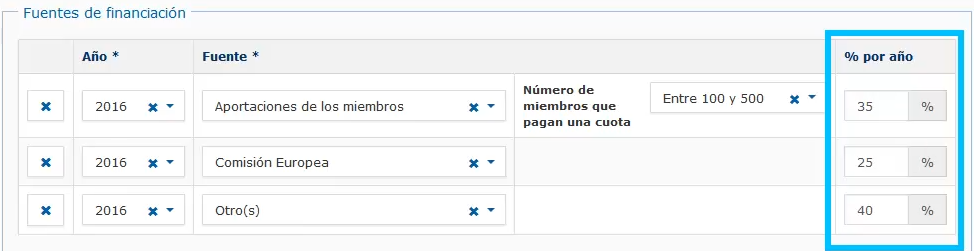 Fuentes de financiación
Año * Fuente * % por año
2016 Aportaciones de los miembros Número de miembros que pagan una cuota Entre 100 y 500 35 %
2016 Comisión Europea 25 %
2016 Otro(s) 40 %